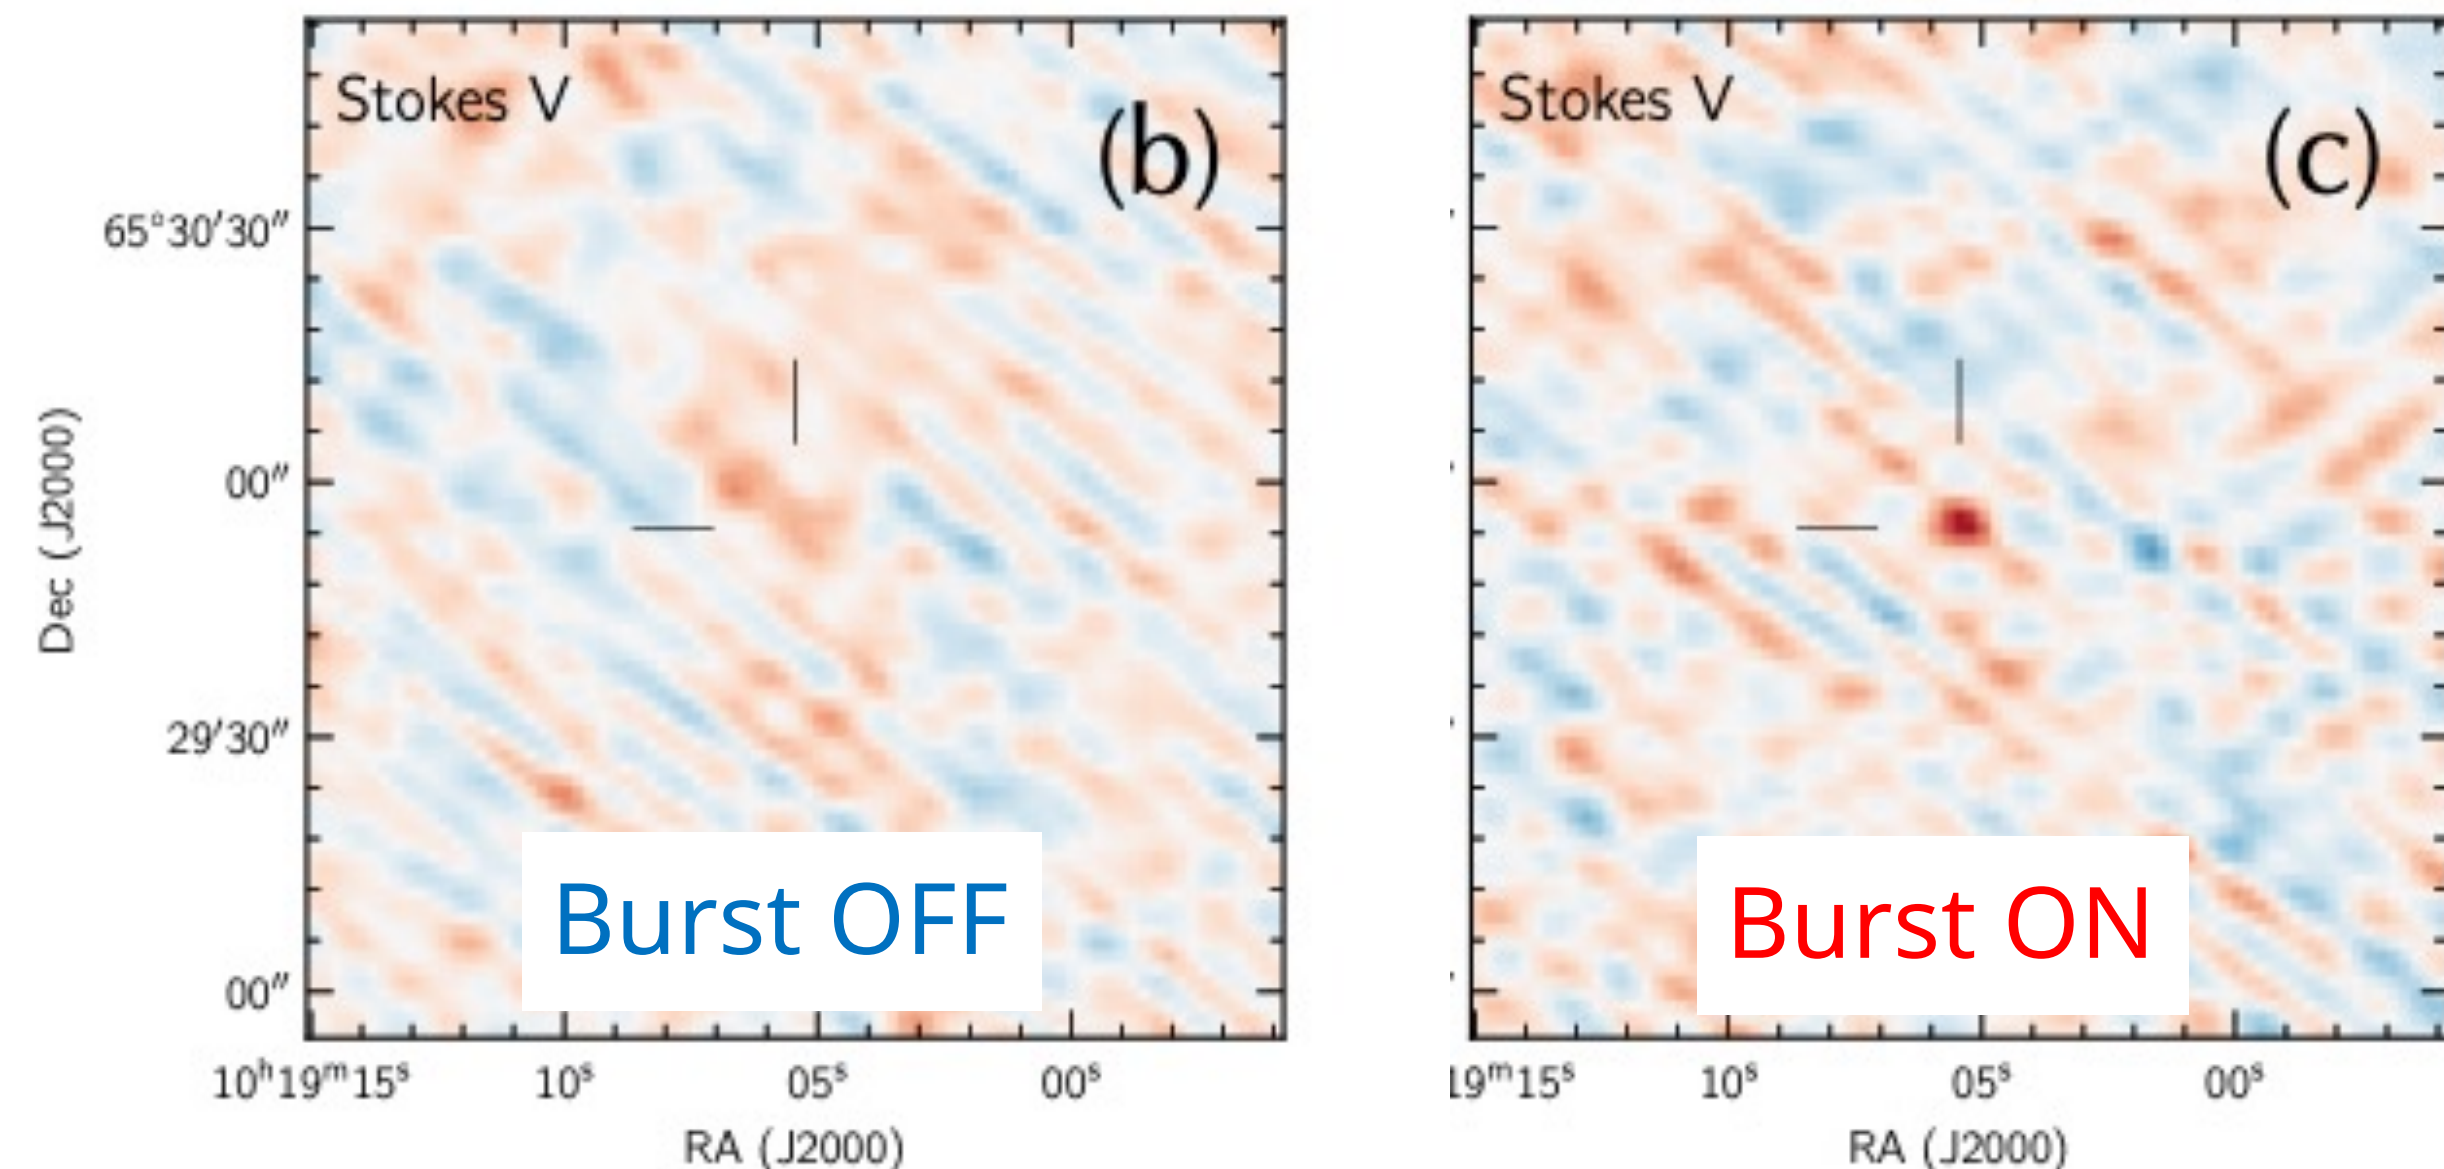 Stokes V
(b)
65°30′30″
00″
29′30″
00″
Dec (J2000)
Burst OFF
10ʰ19ᵐ15ˢ
10ˢ
05ˢ
00ˢ
RA (J2000)
Stokes V
(c)
Burst ON
19ᵐ15ˢ
10ˢ
05ˢ
00ˢ
RA (J2000)